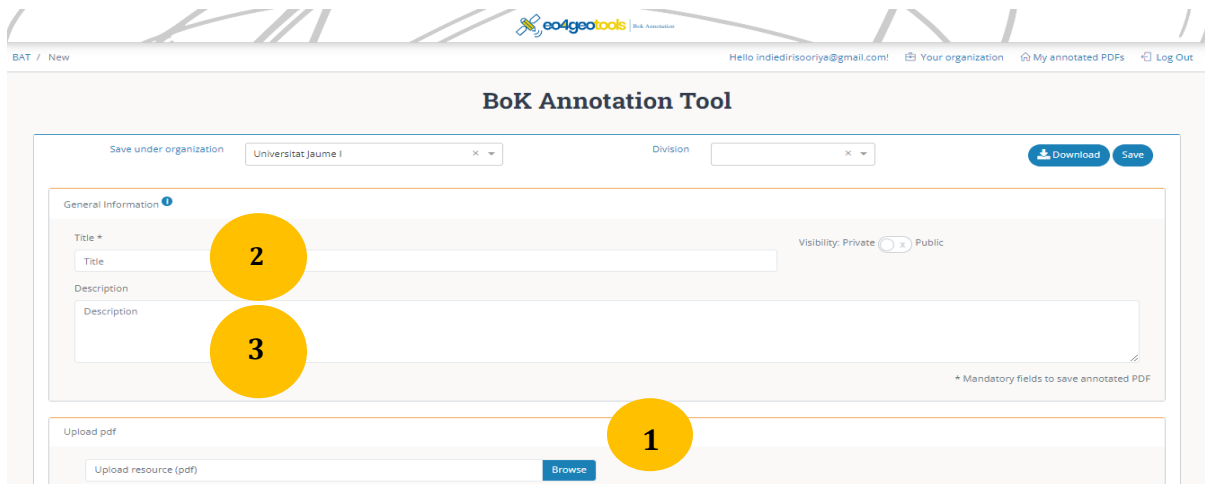 eo4geotools BoK Annotation
BAT / New
Hello indiedirisooriya@gmail.com! Your organization My annotated PDFs Log Out
BoK Annotation Tool
Save under organization Universitat Jaume I × Division × Download Save
General Information i
Title *
Visibility: Private x Public
Title
2
Description
Description
3
* Mandatory fields to save annotated PDF
Upload pdf
1
Upload resource (pdf) Browse